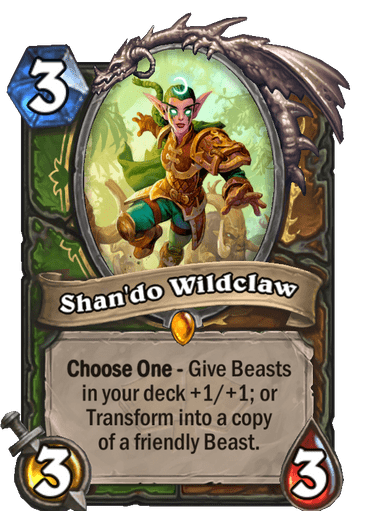 3
Shan'do Wildclaw
Choose One - Give Beasts
in your deck +1/+1; or
Transform into a copy
of a friendly Beast.
3
3